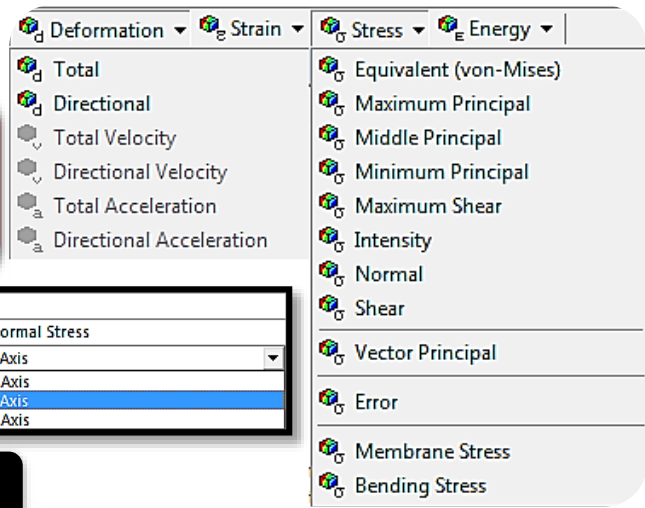 Deformation Strain Stress Energy
Total
Directional
Total Velocity
Directional Velocity
Total Acceleration
Directional Acceleration
Equivalent (von-Mises)
Maximum Principal
Middle Principal
Minimum Principal
Maximum Shear
Intensity
Normal
Shear
Vector Principal
Error
Membrane Stress
Bending Stress
ormal Stress
Axis
Axis
Axis
Axis